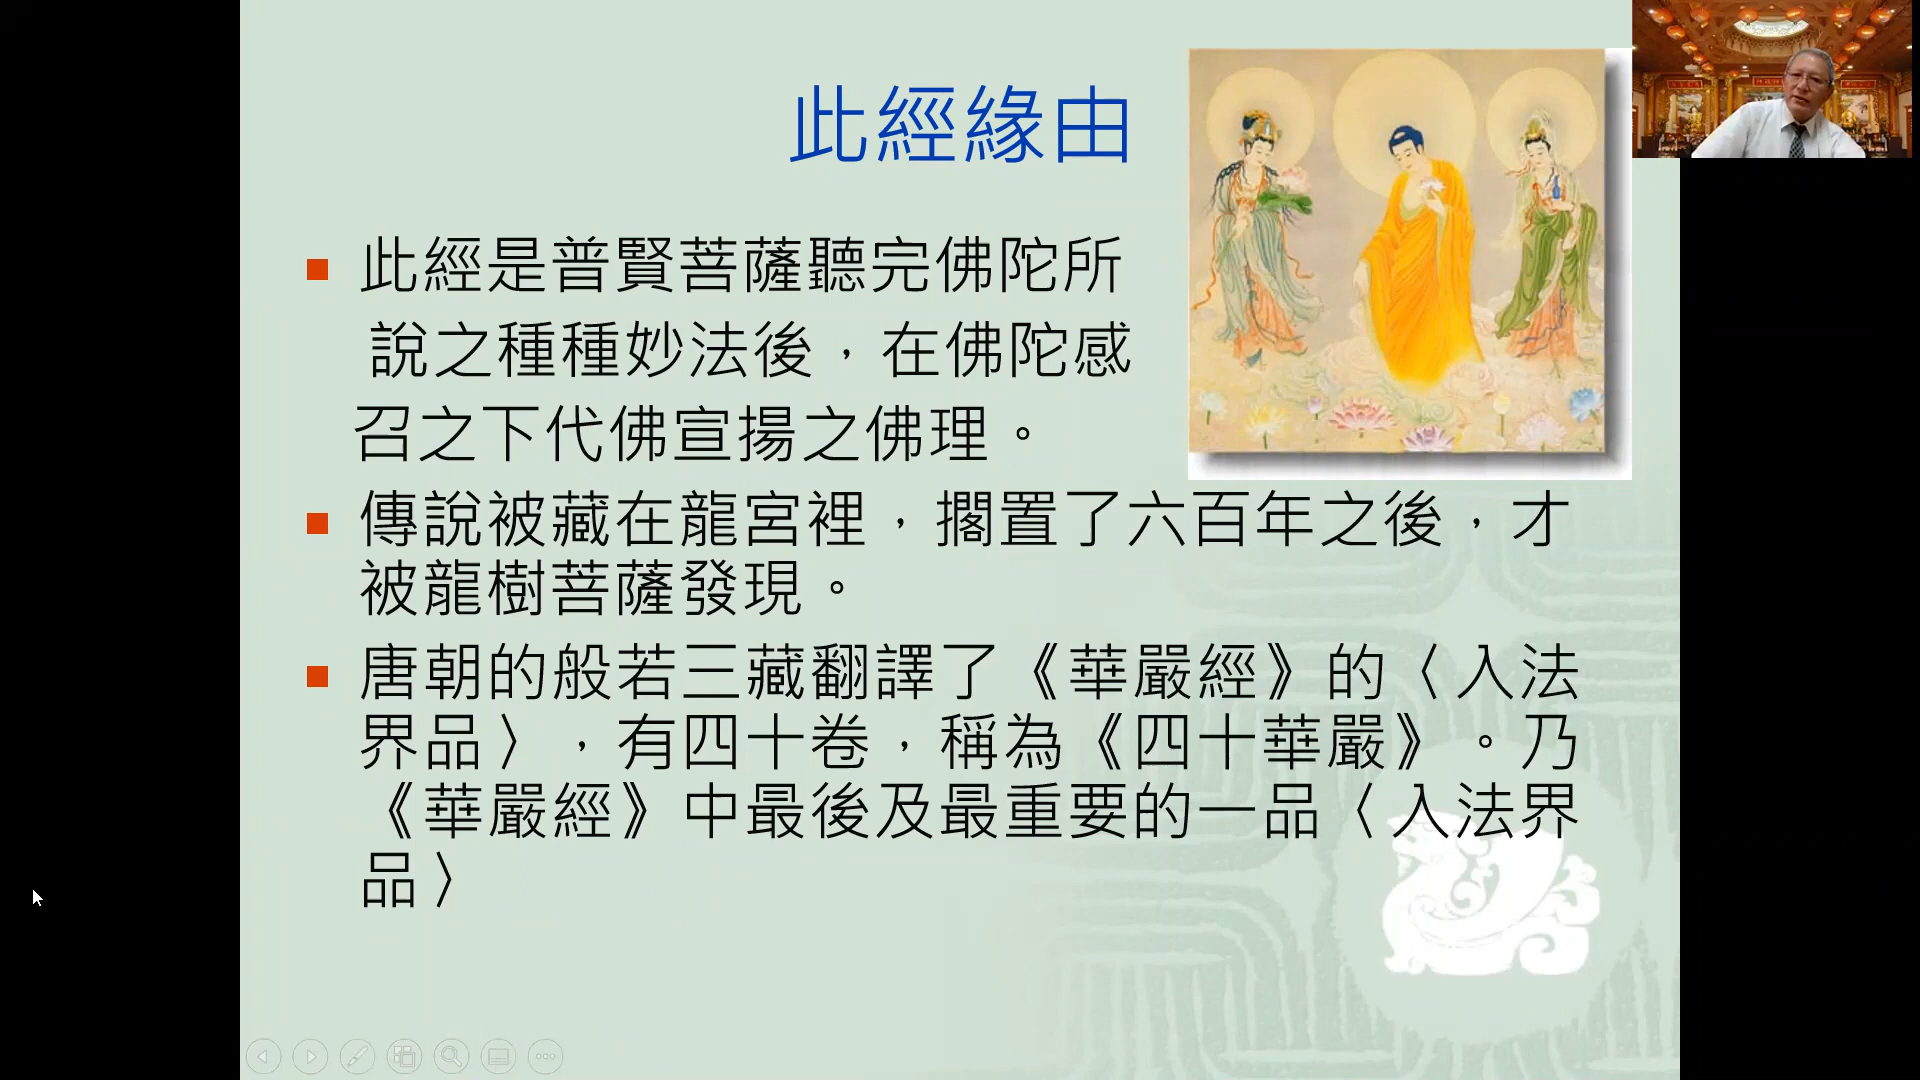 此經緣由
此經是普賢菩薩聽完佛陀所
說之種種妙法後，在佛陀感
召之下代佛宣揚之佛理。
傳說被藏在龍宮裡，擱置了六百年之後，才
被龍樹菩薩發現。
唐朝的般若三藏翻譯了《華嚴經》的〈入法
界品〉，有四十卷，稱為《四十華嚴》。乃
《華嚴經》中最後及最重要的一品〈入法界
品〉